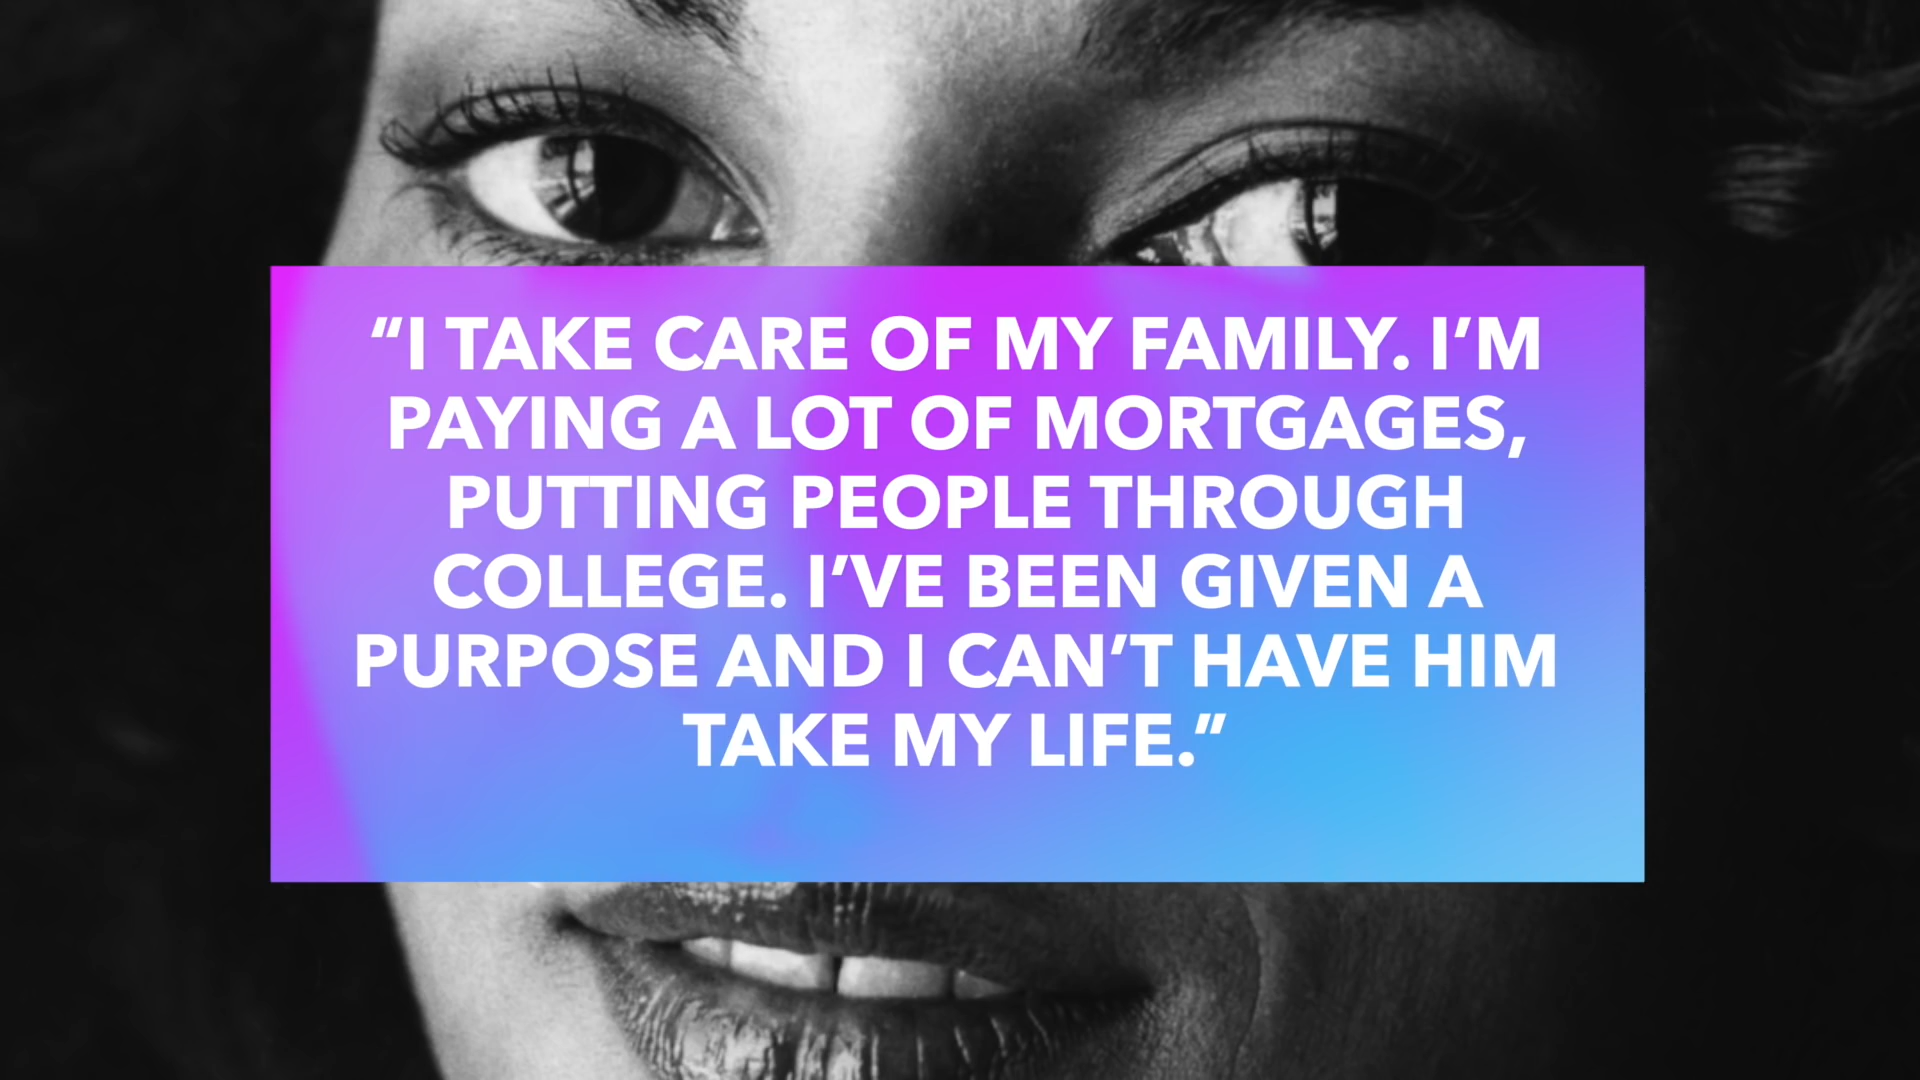 “I TAKE CARE OF MY FAMILY. I’M
PAYING A LOT OF MORTGAGES,
PUTTING PEOPLE THROUGH
COLLEGE. I’VE BEEN GIVEN A
PURPOSE AND I CAN’T HAVE HIM
TAKE MY LIFE.”